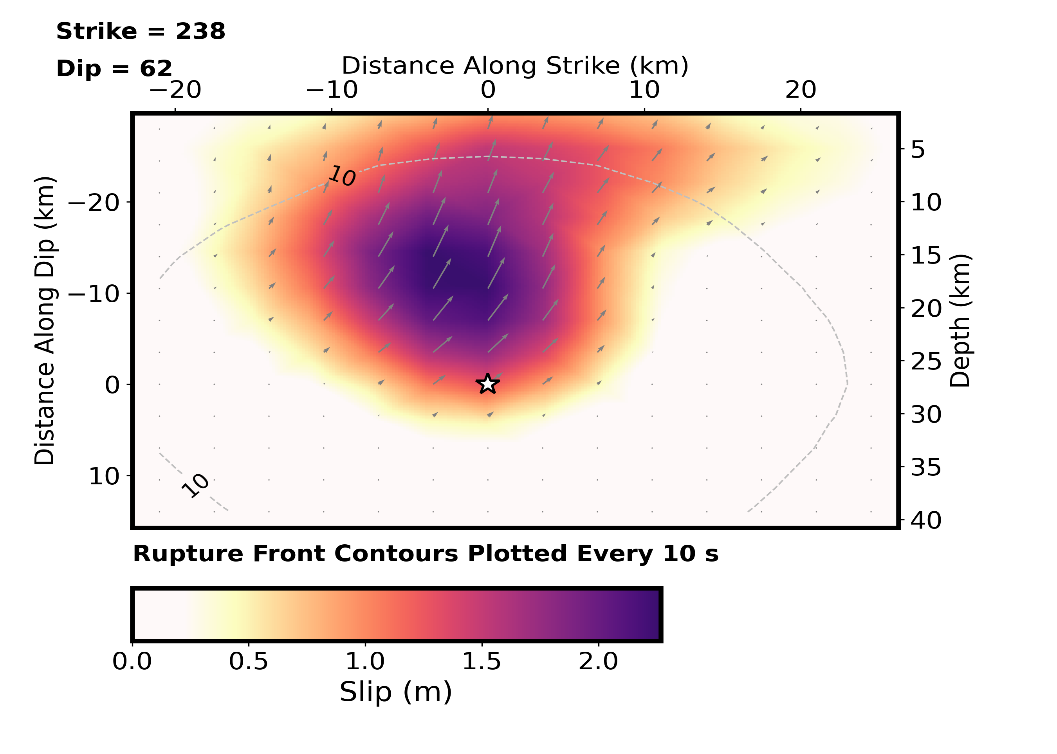 Strike = 238
Dip = 62
Distance Along Strike (km)
−20 −10 0 10 20
Distance Along Dip (km)
−20
−10
0
10
10
10
5
10
15
20
25
30
35
40
Depth (km)
Rupture Front Contours Plotted Every 10 s
0.0 0.5 1.0 1.5 2.0
Slip (m)